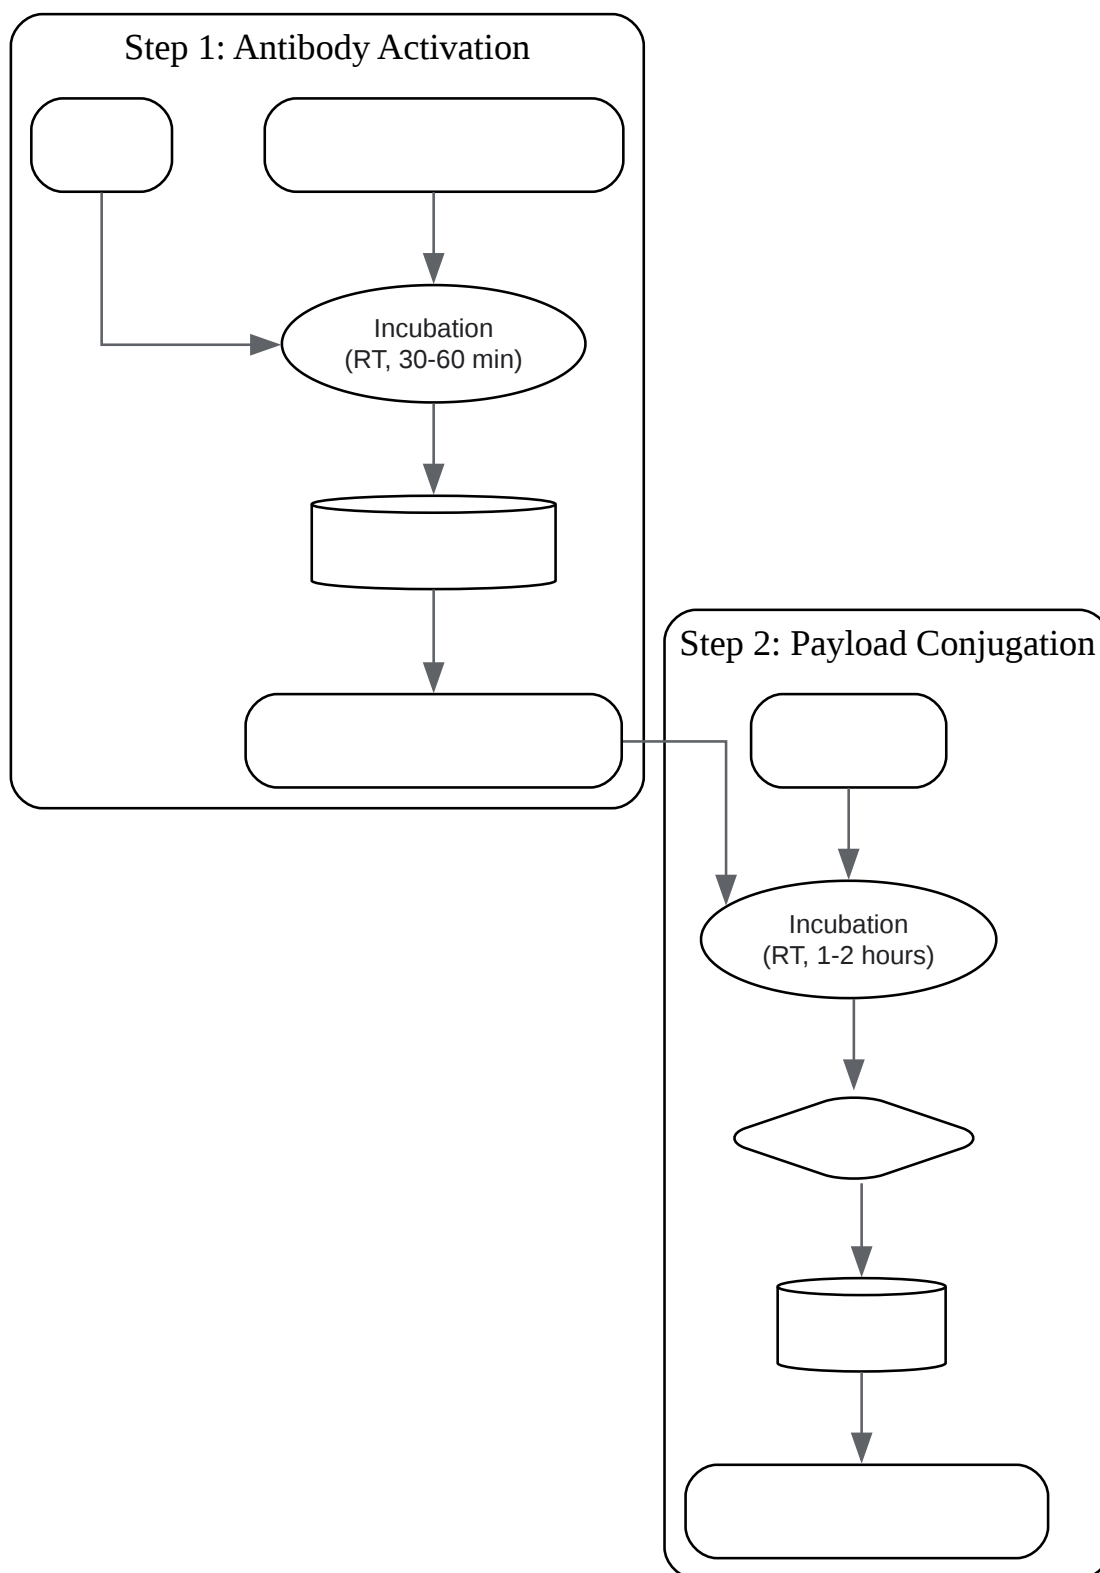 Step 1: Antibody Activation
Incubation
(RT, 30-60 min)
Step 2: Payload Conjugation
Incubation
(RT, 1-2 hours)